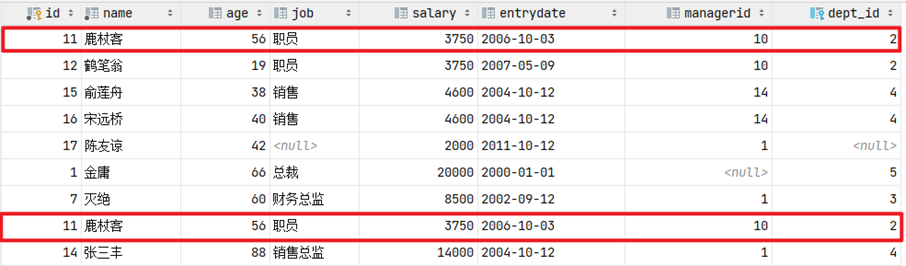 id name age job salary entrydate managerid dept_id
11 鹿杖客 56 职员 3750 2006-10-03 10 2
12 鹤笔翁 19 职员 3750 2007-05-09 10 2
15 俞莲舟 38 销售 4600 2004-10-12 14 4
16 宋远桥 40 销售 4600 2004-10-12 14 4
17 陈友谅 42 <null> 2000 2011-10-12 1 <null>
1 金庸 66 总裁 20000 2000-01-01 <null> 5
7 灭绝 60 财务总监 8500 2002-09-12 1 3
11 鹿杖客 56 职员 3750 2006-10-03 10 2
14 张三丰 88 销售总监 14000 2004-10-12 1 4